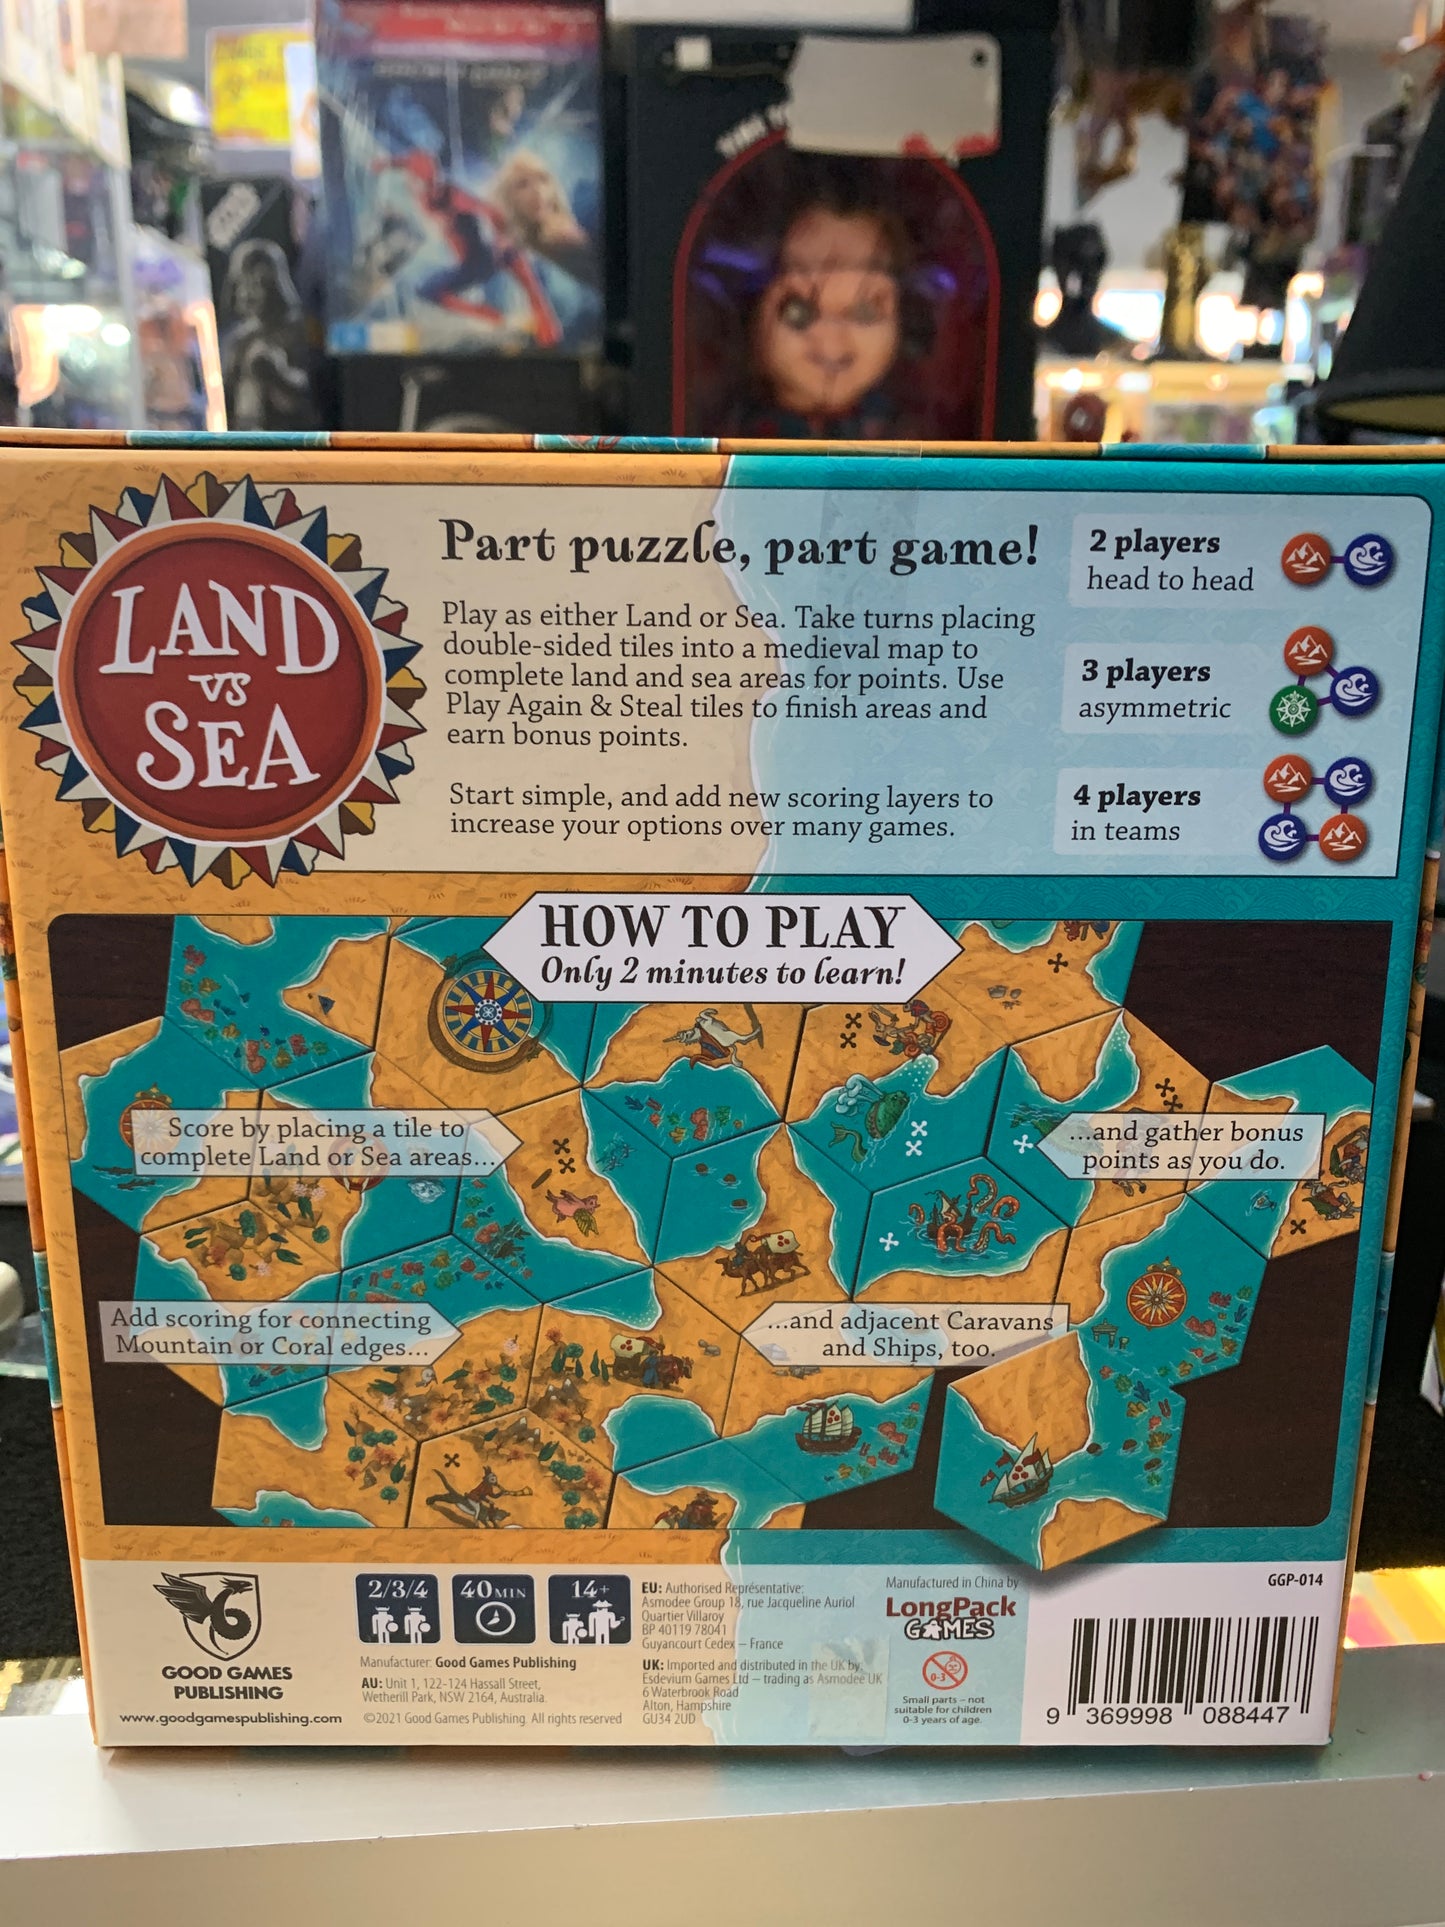 STAR WARS
LAND
VS
SEA
Part puzzle, part game!
Play as either Land or Sea. Take turns placing
double-sided tiles into a medieval map to
complete land and sea areas for points. Use
Play Again & Steal tiles to finish areas and
earn bonus points.
Start simple, and add new scoring layers to
increase your options over many games.
2 players
head to head
3 players
asymmetric
4 players
in teams
HOW TO PLAY
Only 2 minutes to learn!
Score by placing a tile to
complete Land or Sea areas...
...and gather bonus
points as you do.
Add scoring for connecting
Mountain or Coral edges...
...and adjacent Caravans
and Ships, too.
GOOD GAMES
PUBLISHING
www.goodgamespublishing.com
2/3/4
40 MIN
14+
Manufacturer: Good Games Publishing
AU: Unit 1, 122-124 Hassall Street,
Wetherill Park, NSW 2164, Australia.
©2021 Good Games Publishing. All rights reserved
EU: Authorised Représentative:
Asmodee Group 18, rue Jacqueline Auriol
Quartier Villaroy
BP 40119 78041
Guyancourt Cedex – France
UK: Imported and distributed in the UK by:
Esdevium Games Ltd – trading as Asmodee UK
6 Waterbrook Road
Alton, Hampshire
GU34 2UD
Manufactured in China by
LongPack
GAMES
0-3
Small parts – not
suitable for children
0-3 years of age.
GGP-014
9 369998 088447